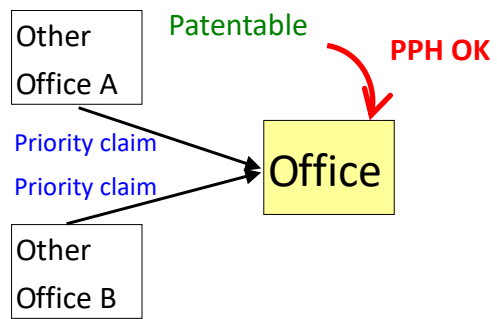 Other
Office A
Patentable
PPH OK
Priority claim
Priority claim
Office
Other
Office B